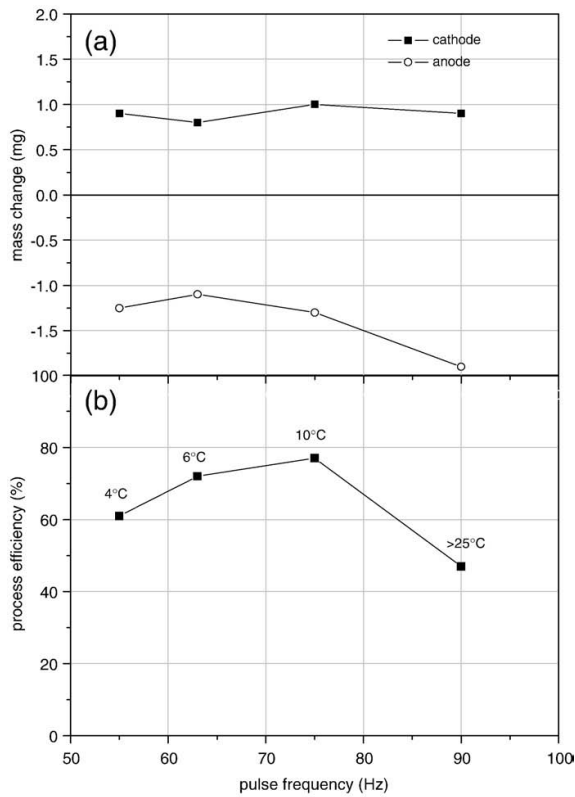 (a)
cathode
anode
2.0
1.5
1.0
0.5
0.0
-0.5
-1.0
-1.5
mass change (mg)
100
(b)
4°C
6°C
10°C
>25°C
80
60
40
20
0
process efficiency (%)
50 60 70 80 90 100
pulse frequency (Hz)